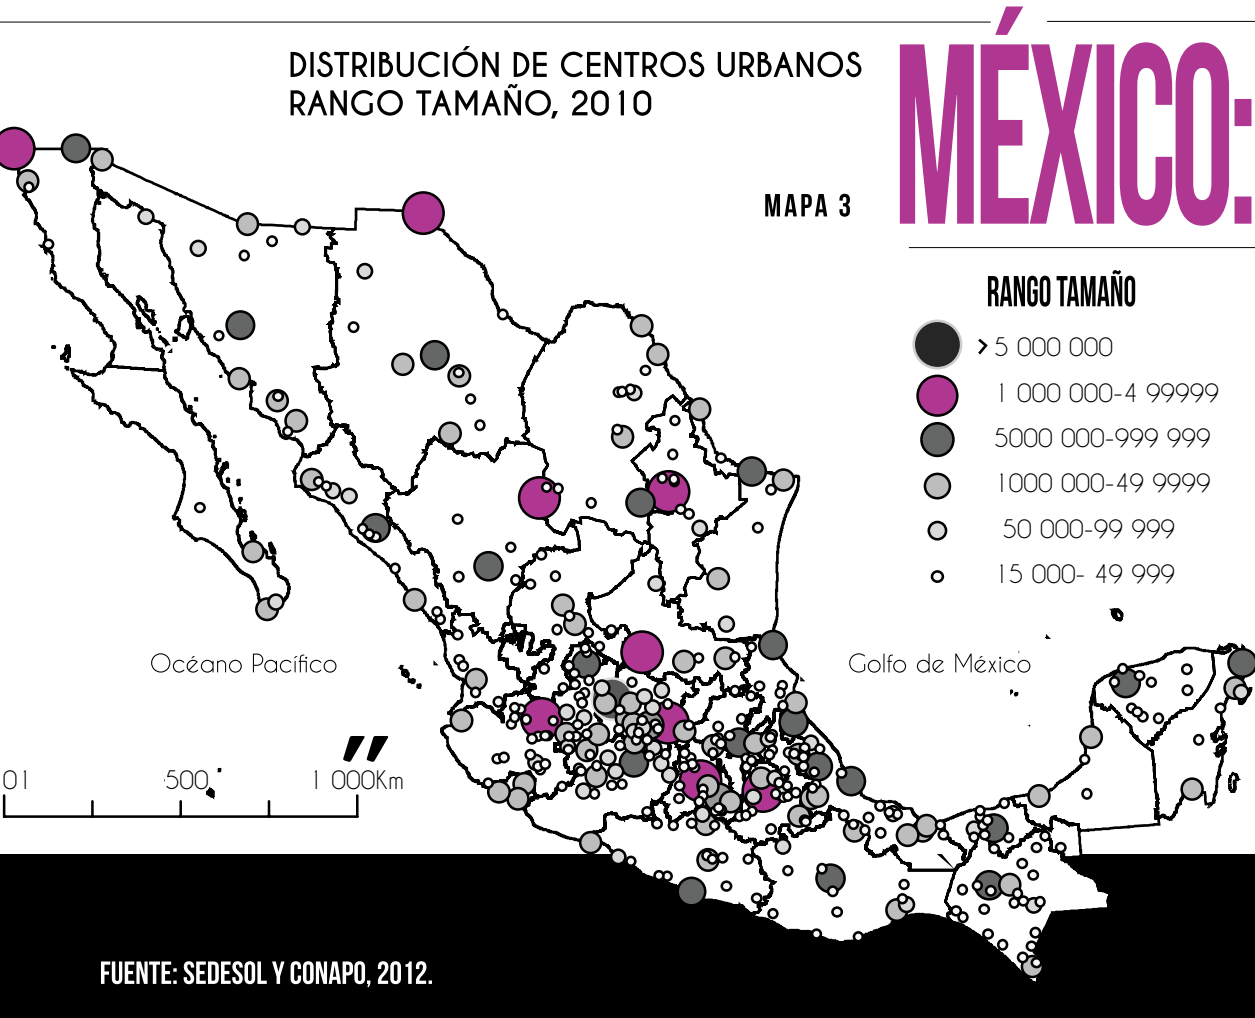 MÉXICO:
DISTRIBUCIÓN DE CENTROS URBANOS
RANGO TAMAÑO, 2010
MAPA 3
RANGO TAMAÑO
> 5 000 000
1 000 000-4 99999
5000 000-999 999
1000 000-49 9999
50 000-99 999
15 000- 49 999
Océano Pacífico
Golfo de México
01 500 1 000Km
FUENTE: SEDESOL Y CONAPO, 2012.